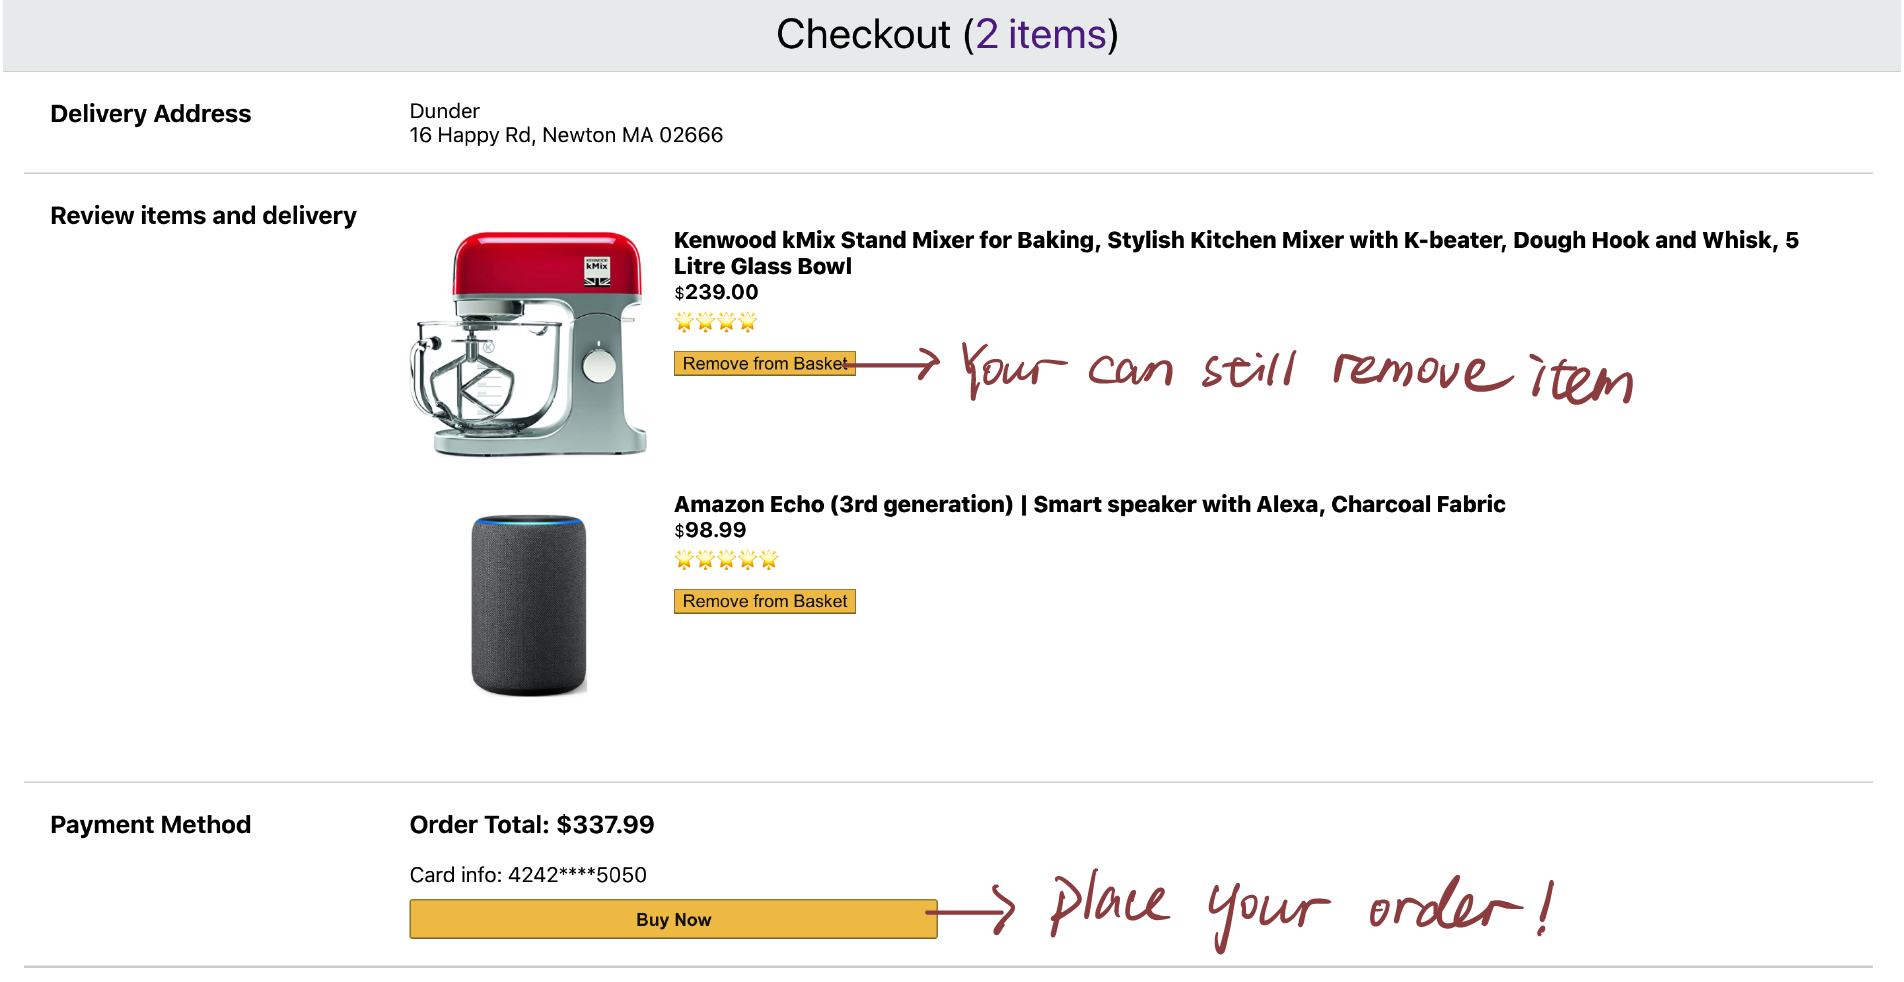 Checkout (2 items)
Delivery Address
Dunder
16 Happy Rd, Newton MA 02666
Review items and delivery
KENWOOD
kMix
Kenwood kMix Stand Mixer for Baking, Stylish Kitchen Mixer with K-beater, Dough Hook and Whisk, 5
Litre Glass Bowl
$239.00
Remove from Basket
Your can still remove item
Amazon Echo (3rd generation) | Smart speaker with Alexa, Charcoal Fabric
$98.99
Remove from Basket
Payment Method
Order Total: $337.99
Card info: 4242****5050
Buy Now
place your order!